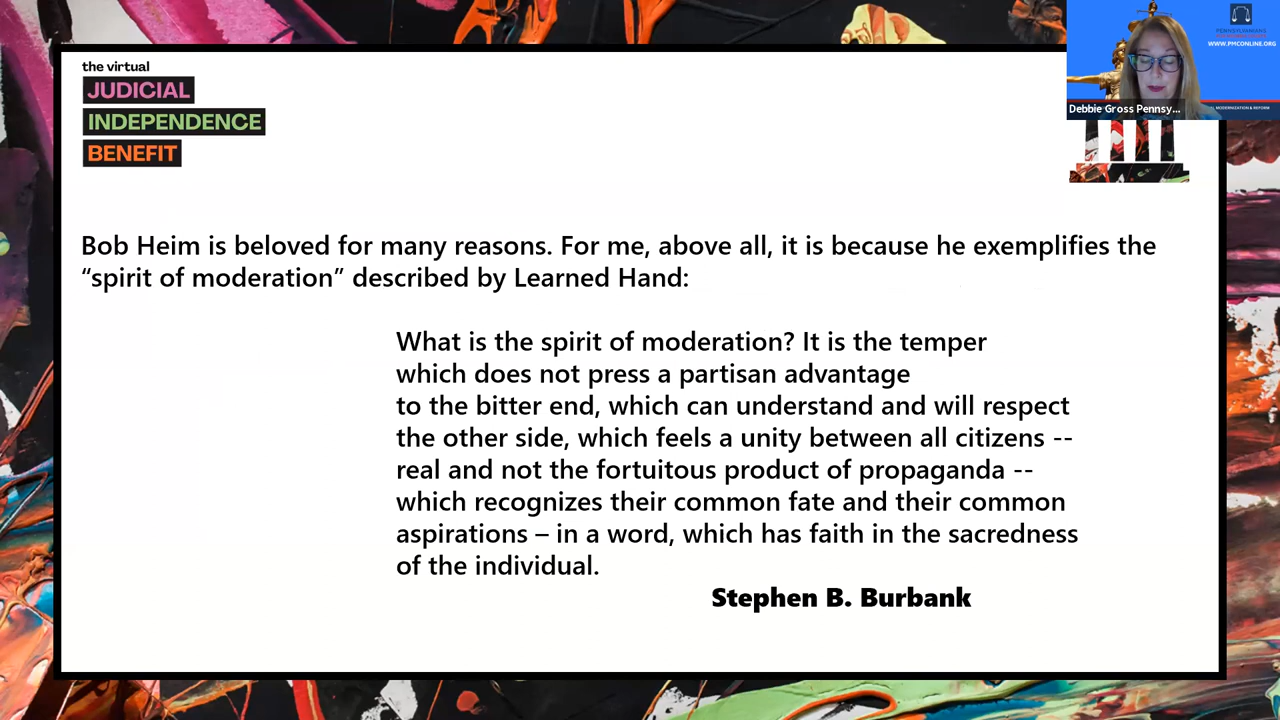 the virtual
JUDICIAL
INDEPENDENCE
BENEFIT
PENNSYLVANIANS
WWW.PMCONLINE.ORG
Debbie Gross Pennsy...
MODERNIZATION & REFORM
Bob Heim is beloved for many reasons. For me, above all, it is because he exemplifies the
“spirit of moderation” described by Learned Hand:
What is the spirit of moderation? It is the temper
which does not press a partisan advantage
to the bitter end, which can understand and will respect
the other side, which feels a unity between all citizens --
real and not the fortuitous product of propaganda --
which recognizes their common fate and their common
aspirations – in a word, which has faith in the sacredness
of the individual.
Stephen B. Burbank